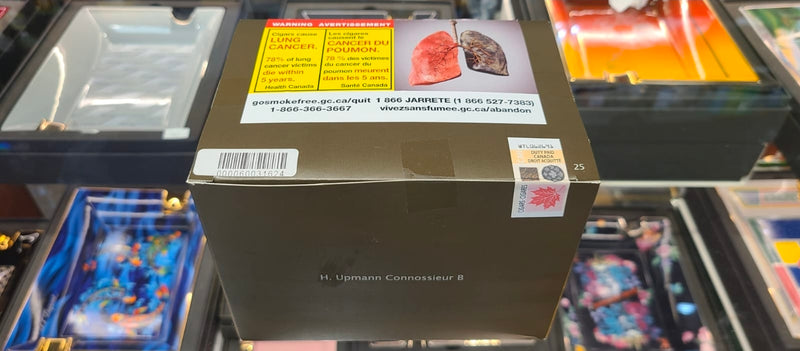 WARNING AVERTISSEMENT
Cigars cause
LUNG
CANCER.
78% of lung
cancer victims
die within
5 years.
Health Canada
Les cigares
causent le
CANCER DU
POUMON.
78 % des victimes
du cancer du
poumon meurent
dans les 5 ans.
Santé Canada
gosmokefree.gc.ca/quit 1 866 JARRETE (1 866 527-7383)
1-866-366-3667 vivezsansfumee.gc.ca/abandon
DUTY PAID
CANADA
DROIT ACQUITTÉ
25
CIGARS CIGARES
H. Upmann Connossieur B